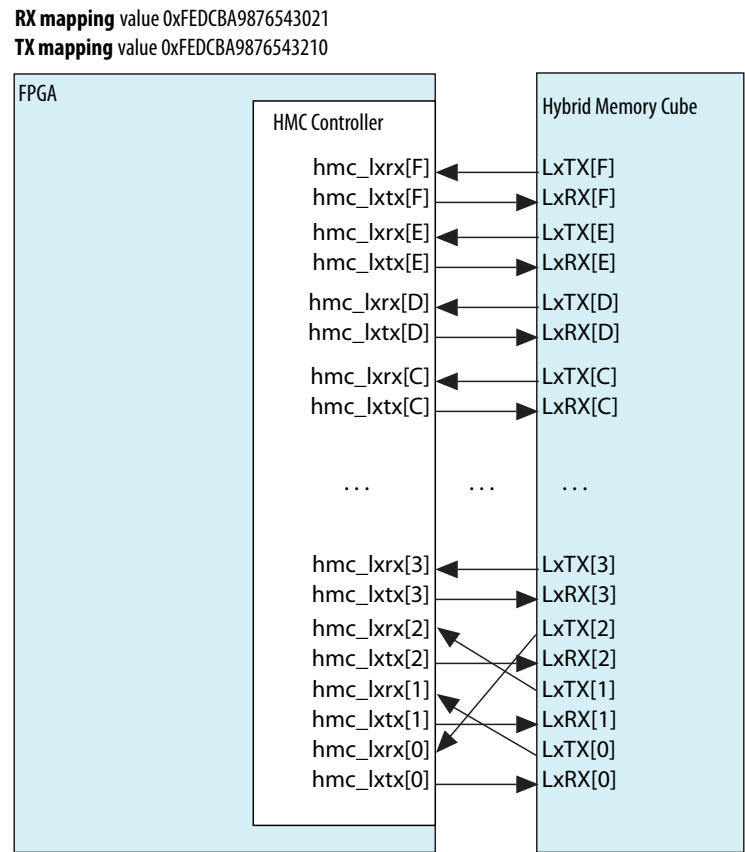 RX mapping value 0xFEDCBA9876543021
TX mapping value 0xFEDCBA9876543210
FPGA
HMC Controller
Hybrid Memory Cube
hmc_lxrx[F] LxTX[F]
hmc_lxtx[F] LxRX[F]
hmc_lxrx[E] LxTX[E]
hmc_lxtx[E] LxRX[E]
hmc_lxrx[D] LxTX[D]
hmc_lxtx[D] LxRX[D]
hmc_lxrx[C] LxTX[C]
hmc_lxtx[C] LxRX[C]
... ... ...
hmc_lxrx[3] LxTX[3]
hmc_lxtx[3] LxRX[3]
hmc_lxrx[2] LxTX[2]
hmc_lxtx[2] LxRX[2]
hmc_lxrx[1] LxTX[1]
hmc_lxtx[1] LxRX[1]
hmc_lxrx[0] LxTX[0]
hmc_lxtx[0] LxRX[0]